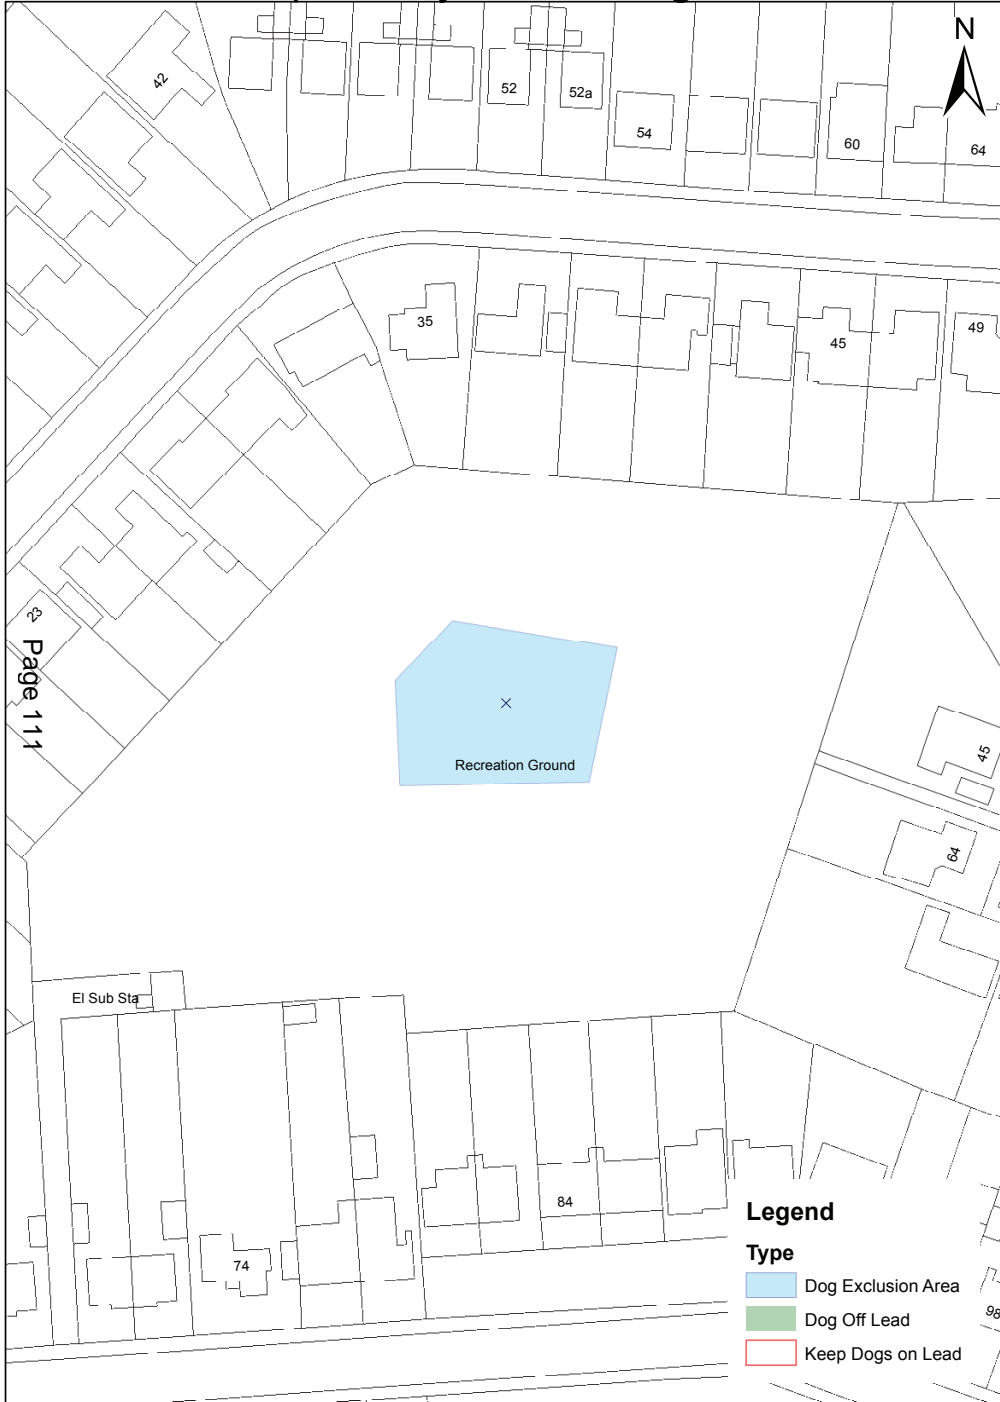 N
42
52
52a
54
60
64
35
45
49
23
Page 111
Recreation Ground
45
64
El Sub Sta
84
74
98
Legend
Type
Dog Exclusion Area
Dog Off Lead
Keep Dogs on Lead